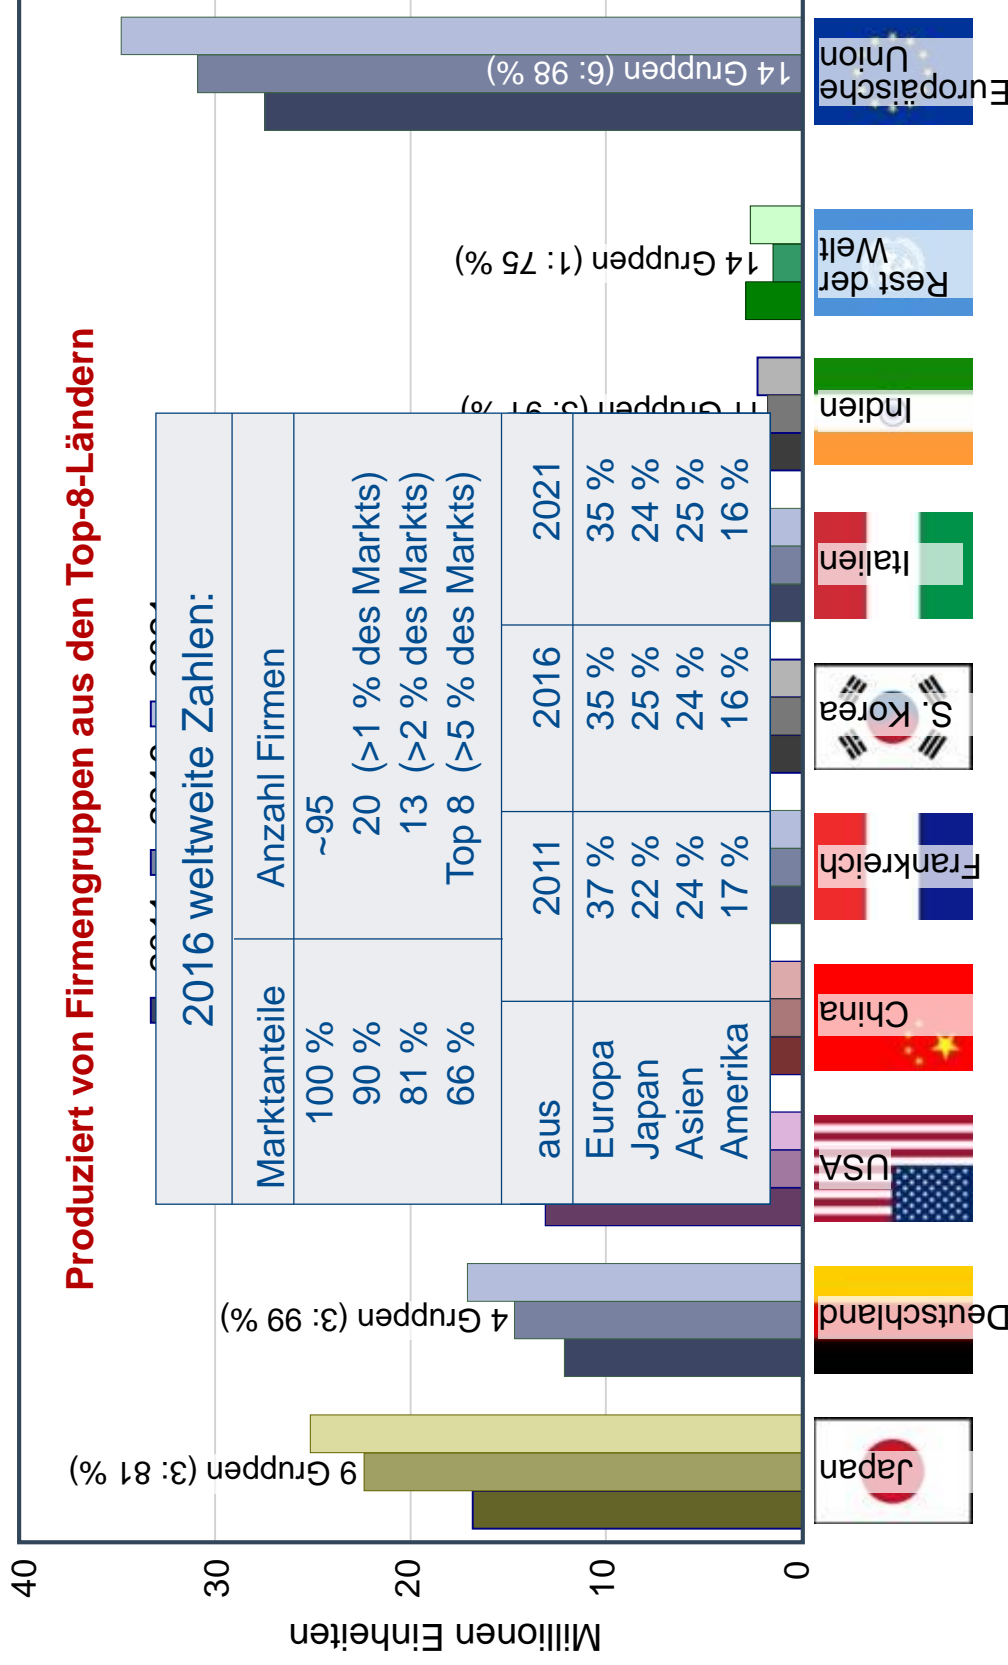 Produziert von Firmengruppen aus den Top-8-Ländern
Millionen Einheiten
40
30
20
10
0
9 Gruppen (3: 81 %)
4 Gruppen (3: 99 %)
14 Gruppen (1: 75 %)
14 Gruppen (6: 98 %)
2016 weltweite Zahlen:
Marktanteile Anzahl Firmen
100 % ~95
90 % 20 (>1 % des Markts)
81 % 13 (>2 % des Markts)
66 % Top 8 (>5 % des Markts)
aus 2011 2016 2021
Europa 37 % 35 % 35 %
Japan 22 % 25 % 24 %
Asien 24 % 24 % 25 %
Amerika 17 % 16 % 16 %
Japan
Deutschland
USA
China
Frankreich
S. Korea
Italien
Indien
Rest der
Welt
Europäische
Union